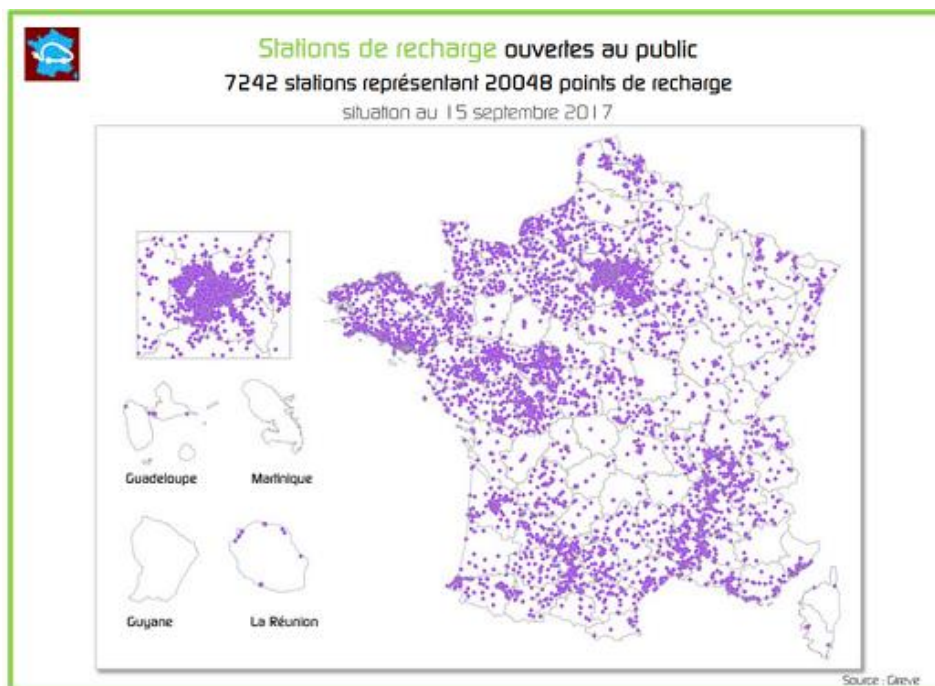 Stations de recharge ouvertes au public
7242 stations représentant 20048 points de recharge
situation au 15 septembre 2017
Guadeloupe
Martinique
Guyane
La Réunion
Source : Gireve